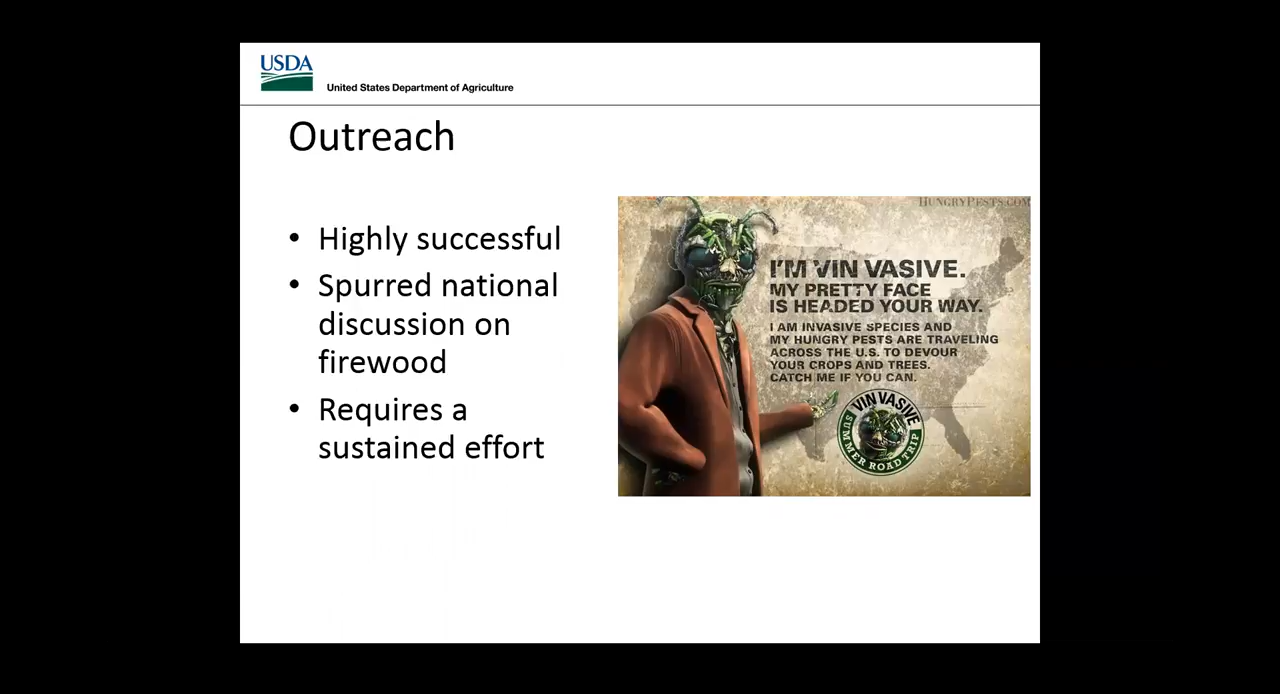 USDA
United States Department of Agriculture
Outreach
• Highly successful
• Spurred national
discussion on
firewood
• Requires a
sustained effort
HUNGRYPESTS.COM
I'M VIN VASIVE.
MY PRETTY FACE
IS HEADED YOUR WAY.
I AM INVASIVE SPECIES AND
MY HUNGRY PESTS ARE TRAVELING
ACROSS THE U.S. TO DEVOUR
YOUR CROPS AND TREES.
CATCH ME IF YOU CAN.
VIN VASIVE
SUMMER ROAD TRIP